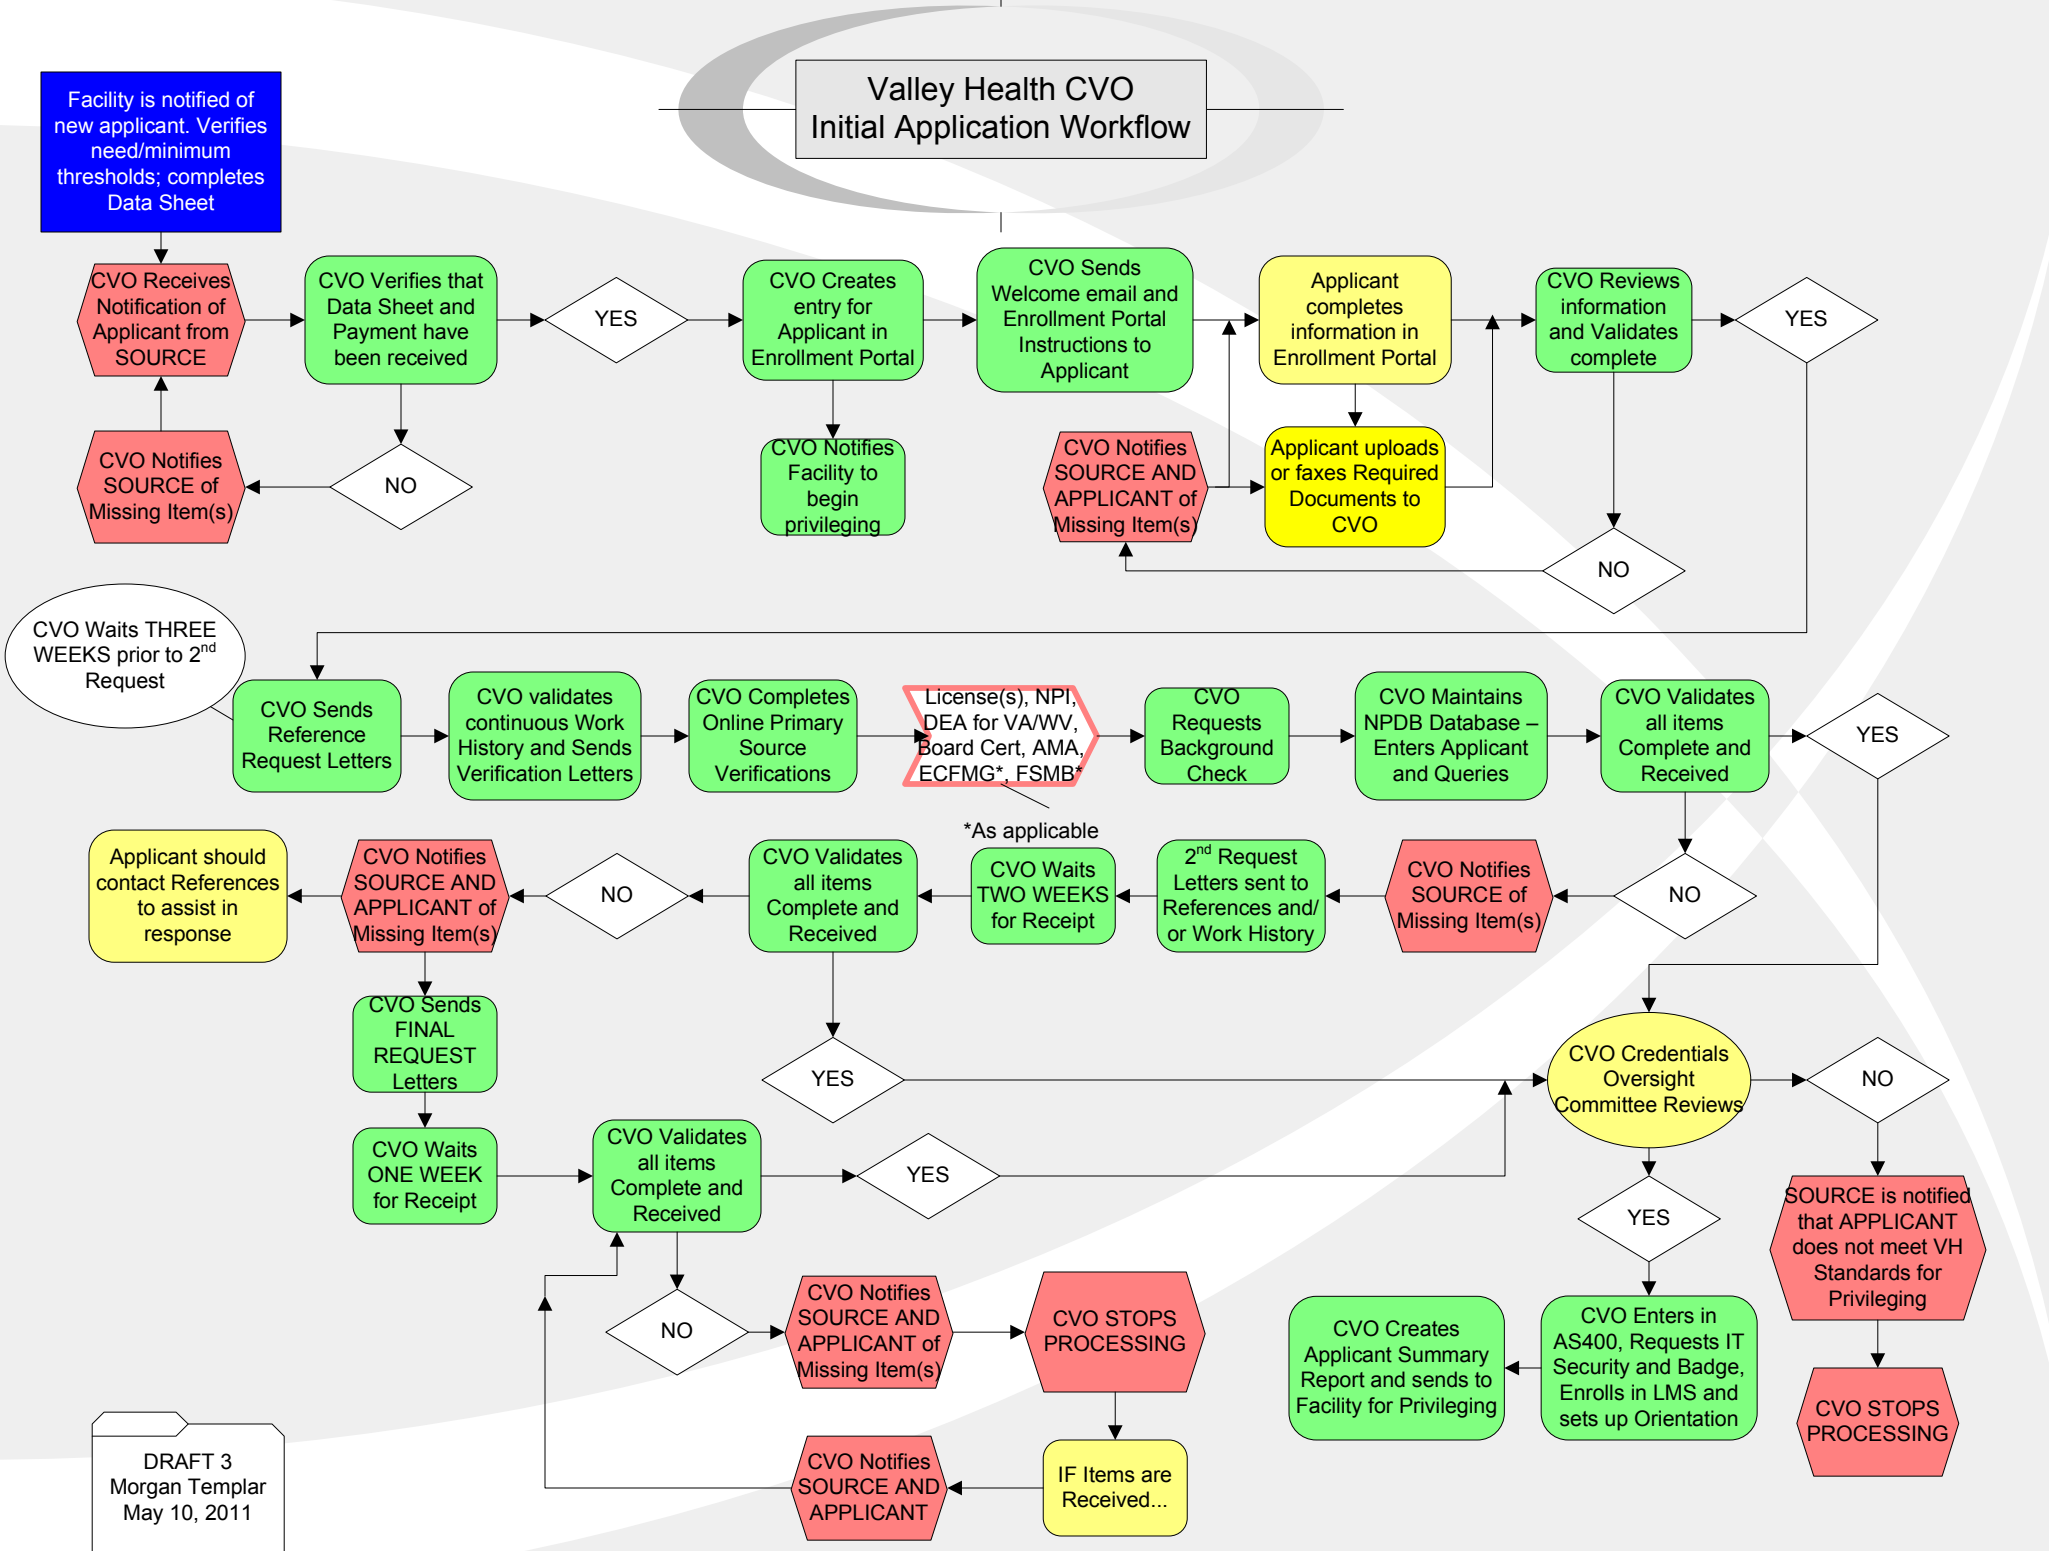 Valley Health CVO
Initial Application Workflow
Facility is notified of
new applicant. Verifies
need/minimum
thresholds; completes
Data Sheet
CVO Receives
Notification of
Applicant from
SOURCE
CVO Verifies that
Data Sheet and
Payment have
been received
YES
CVO Creates
entry for
Applicant in
Enrollment Portal
CVO Sends
Welcome email and
Enrollment Portal
Instructions to
Applicant
Applicant
completes
information in
Enrollment Portal
CVO Reviews
information
and Validates
complete
YES
CVO Notifies
SOURCE of
Missing Item(s)
NO
CVO Notifies
Facility to
begin
privileging
CVO Notifies
SOURCE AND
APPLICANT of
Missing Item(s)
Applicant uploads
or faxes Required
Documents to
CVO
NO
CVO Waits THREE
WEEKS prior to 2nd
Request
CVO Sends
Reference
Request Letters
CVO validates
continuous Work
History and Sends
Verification Letters
CVO Completes
Online Primary
Source
Verifications
License(s), NPI,
DEA for VA/WV,
Board Cert, AMA,
ECFMG*, FSMB*
*As applicable
CVO
Requests
Background
Check
CVO Maintains
NPDB Database –
Enters Applicant
and Queries
CVO Validates
all items
Complete and
Received
YES
Applicant should
contact References
to assist in
response
CVO Notifies
SOURCE AND
APPLICANT of
Missing Item(s)
NO
CVO Validates
all items
Complete and
Received
CVO Waits
TWO WEEKS
for Receipt
2nd Request
Letters sent to
References and/
or Work History
CVO Notifies
SOURCE of
Missing Item(s)
NO
CVO Sends
FINAL
REQUEST
Letters
YES
CVO Credentials
Oversight
Committee Reviews
NO
CVO Waits
ONE WEEK
for Receipt
CVO Validates
all items
Complete and
Received
YES
YES
SOURCE is notified
that APPLICANT
does not meet VH
Standards for
Privileging
NO
CVO Notifies
SOURCE AND
APPLICANT of
Missing Item(s)
CVO STOPS
PROCESSING
CVO Creates
Applicant Summary
Report and sends to
Facility for Privileging
CVO Enters in
AS400, Requests IT
Security and Badge,
Enrolls in LMS and
sets up Orientation
CVO STOPS
PROCESSING
DRAFT 3
Morgan Templar
May 10, 2011
CVO Notifies
SOURCE AND
APPLICANT
IF Items are
Received...